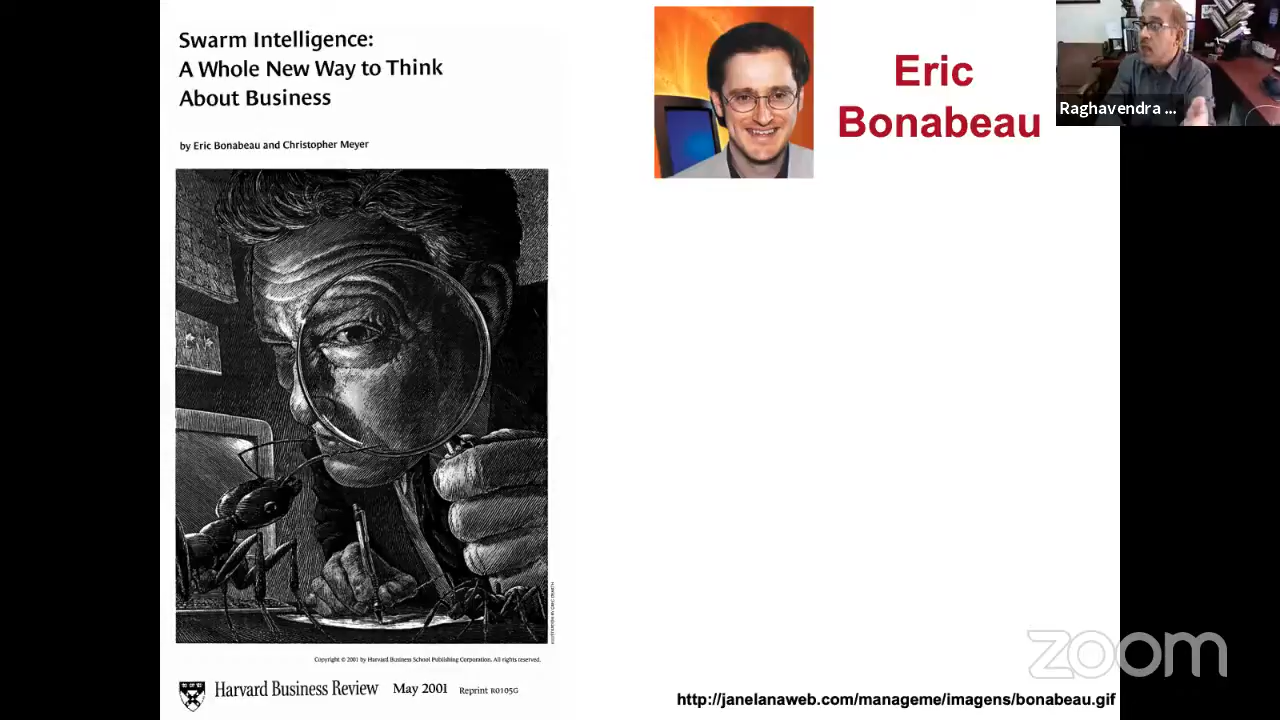 Swarm Intelligence:
A Whole New Way to Think
About Business
by Eric Bonabeau and Christopher Meyer
Copyright © 2001 by Harvard Business School Publishing Corporation. All rights reserved.
Harvard Business Review May 2001 Reprint R0105G
Eric
Bonabeau
Raghavendra ...
zoom
http://janelanaweb.com/manageme/imagens/bonabeau.gif